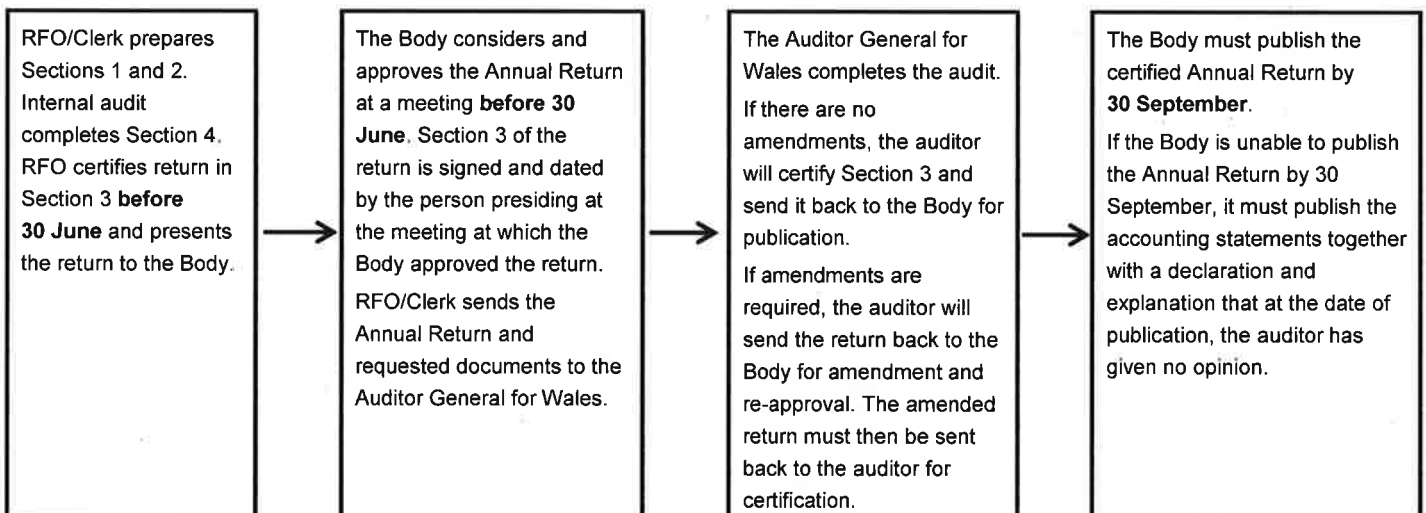 RFO/Clerk prepares
Sections 1 and 2.
Internal audit
completes Section 4.
RFO certifies return in
Section 3 before
30 June and presents
the return to the Body.
The Body considers and
approves the Annual Return
at a meeting before 30
June. Section 3 of the
return is signed and dated
by the person presiding at
the meeting at which the
Body approved the return.
RFO/Clerk sends the
Annual Return and
requested documents to the
Auditor General for Wales.
The Auditor General for
Wales completes the audit.
If there are no
amendments, the auditor
will certify Section 3 and
send it back to the Body for
publication.
If amendments are
required, the auditor will
send the return back to the
Body for amendment and
re-approval. The amended
return must then be sent
back to the auditor for
certification.
The Body must publish the
certified Annual Return by
30 September.
If the Body is unable to publish
the Annual Return by 30
September, it must publish the
accounting statements together
with a declaration and
explanation that at the date of
publication, the auditor has
given no opinion.